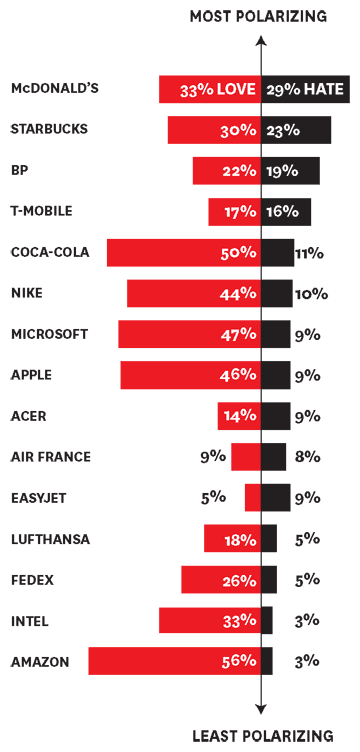 MOST POLARIZING
McDONALD'S 33% LOVE 29% HATE
STARBUCKS 30% 23%
BP 22% 19%
T-MOBILE 17% 16%
COCA-COLA 50% 11%
NIKE 44% 10%
MICROSOFT 47% 9%
APPLE 46% 9%
ACER 14% 9%
AIR FRANCE 9% 8%
EASYJET 5% 9%
LUFTHANSA 18% 5%
FEDEX 26% 5%
INTEL 33% 3%
AMAZON 56% 3%
LEAST POLARIZING